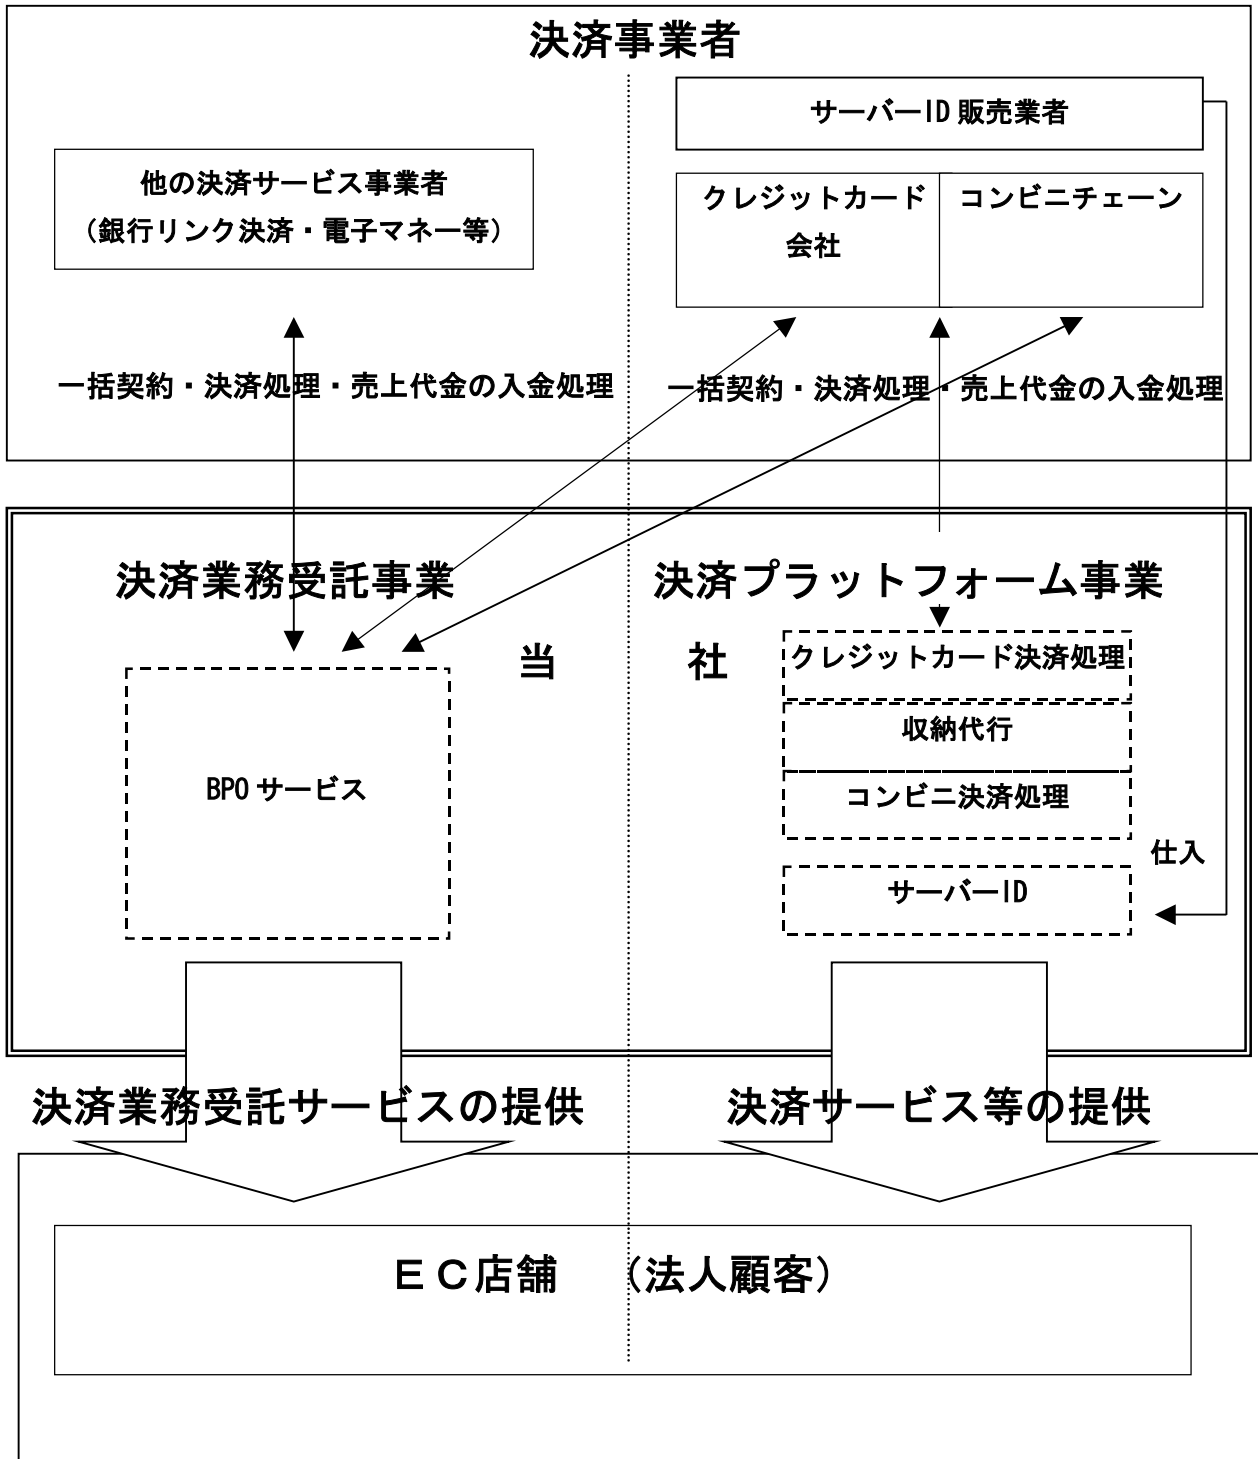 決済事業者
サーバーID 販売業者
他の決済サービス事業者
（銀行リンク決済・電子マネー等）
クレジットカード
会社
コンビニチェーン
一括契約・決済処理・売上代金の入金処理
一括契約・決済処理・売上代金の入金処理
決済業務受託事業
決済プラットフォーム事業
当　社
クレジットカード決済処理
収納代行
BPO サービス
コンビニ決済処理
仕入
サーバーID
決済業務受託サービスの提供
決済サービス等の提供
ＥＣ店舗　（法人顧客）